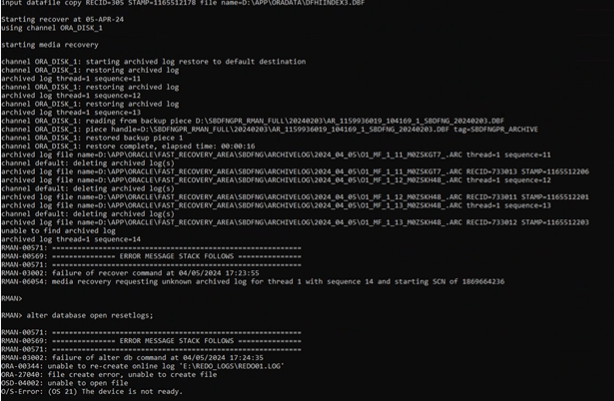 input datafile copy RECID=305 STAMP=1165512178 file name=D:\APP\ORADATA\DFHIINDEX3.DBF
Starting recover at 05-APR-24
using channel ORA_DISK_1
starting media recovery
channel ORA_DISK_1: starting archived log restore to default destination
channel ORA_DISK_1: restoring archived log
archived log thread=1 sequence=11
channel ORA_DISK_1: restoring archived log
archived log thread=1 sequence=12
channel ORA_DISK_1: restoring archived log
archived log thread=1 sequence=13
channel ORA_DISK_1: reading from backup piece D:\SBDFNGPR_RMAN_FULL\20240203\AR_1159936019_104169_1_SBDFNG_20240203.DBF
channel ORA_DISK_1: piece handle=D:\SBDFNGPR_RMAN_FULL\20240203\AR_1159936019_104169_1_SBDFNG_20240203.DBF tag=SBDFNGPR_ARCHIVE
channel ORA_DISK_1: restored backup piece 1
channel ORA_DISK_1: restore complete, elapsed time: 00:00:16
archived log file name=D:\APP\ORACLE\FAST_RECOVERY_AREA\SBDFNG\ARCHIVELOG\2024_04_05\O1_MF_1_11_M0ZSKGT7_.ARC thread=1 sequence=11
channel default: deleting archived log(s)
archived log file name=D:\APP\ORACLE\FAST_RECOVERY_AREA\SBDFNG\ARCHIVELOG\2024_04_05\O1_MF_1_11_M0ZSKGT7_.ARC RECID=733013 STAMP=1165512206
archived log file name=D:\APP\ORACLE\FAST_RECOVERY_AREA\SBDFNG\ARCHIVELOG\2024_04_05\O1_MF_1_12_M0ZSKH48_.ARC thread=1 sequence=12
channel default: deleting archived log(s)
archived log file name=D:\APP\ORACLE\FAST_RECOVERY_AREA\SBDFNG\ARCHIVELOG\2024_04_05\O1_MF_1_12_M0ZSKH48_.ARC RECID=733011 STAMP=1165512201
archived log file name=D:\APP\ORACLE\FAST_RECOVERY_AREA\SBDFNG\ARCHIVELOG\2024_04_05\O1_MF_1_13_M0ZSKH48_.ARC thread=1 sequence=13
channel default: deleting archived log(s)
archived log file name=D:\APP\ORACLE\FAST_RECOVERY_AREA\SBDFNG\ARCHIVELOG\2024_04_05\O1_MF_1_13_M0ZSKH48_.ARC RECID=733012 STAMP=1165512203
unable to find archived log
archived log thread=1 sequence=14
RMAN-00571: ===========================================================
RMAN-00569: =============== ERROR MESSAGE STACK FOLLOWS ===============
RMAN-00571: ===========================================================
RMAN-03002: failure of recover command at 04/05/2024 17:23:55
RMAN-06054: media recovery requesting unknown archived log for thread 1 with sequence 14 and starting SCN of 1869664236
RMAN>
RMAN> alter database open resetlogs;
RMAN-00571: ===========================================================
RMAN-00569: =============== ERROR MESSAGE STACK FOLLOWS ===============
RMAN-00571: ===========================================================
RMAN-03002: failure of alter db command at 04/05/2024 17:24:35
ORA-00344: unable to re-create online log 'E:\REDO_LOGS\REDO01.LOG'
ORA-27040: file create error, unable to create file
OSD-04002: unable to open file
O/S-Error: (OS 21) The device is not ready.